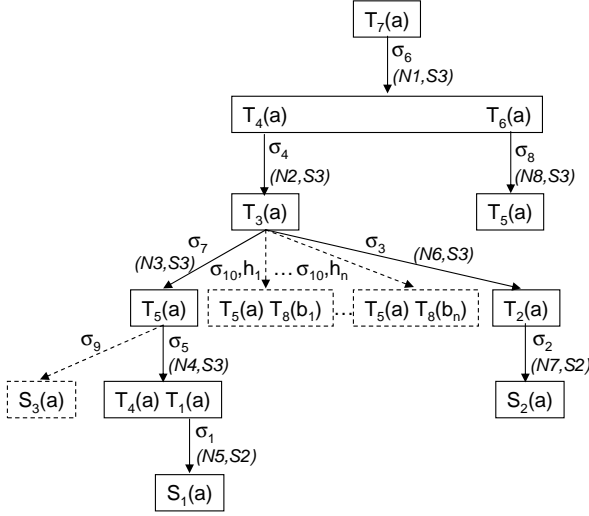 T₇(a)
σ₆
(N1,S3)
T₄(a) T₆(a)
σ₄ σ₈
(N2,S3) (N8,S3)
T₃(a) T₅(a)
σ₇ σ₃
(N3,S3) σ₁₀,h₁ ... σ₁₀,hₙ (N6,S3)
T₅(a) T₅(a) T₈(b₁) ... T₅(a) T₈(bₙ) T₂(a)
σ₉ σ₅ σ₂
(N4,S3) (N7,S2)
S₃(a) T₄(a) T₁(a) S₂(a)
σ₁
(N5,S2)
S₁(a)